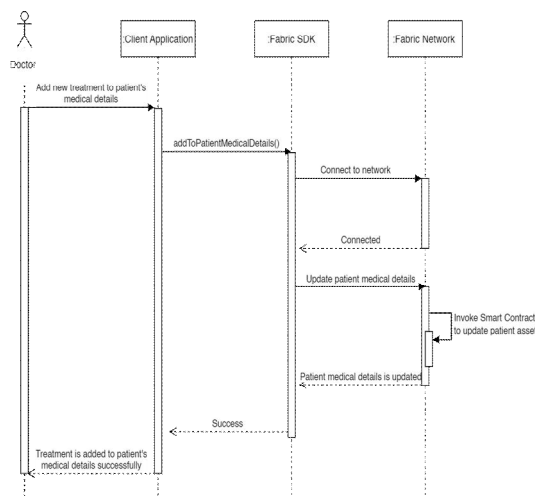 :Client Application
:Fabric SDK
:Fabric Network
Doctor
Add new treatment to patient's
medical details
addToPatientMedicalDetails()
Connect to network
Connected
Update patient medical details
Invoke Smart Contract
to update patient asset
Patient medical details is updated
Success
Treatment is added to patient's
medical details successfully